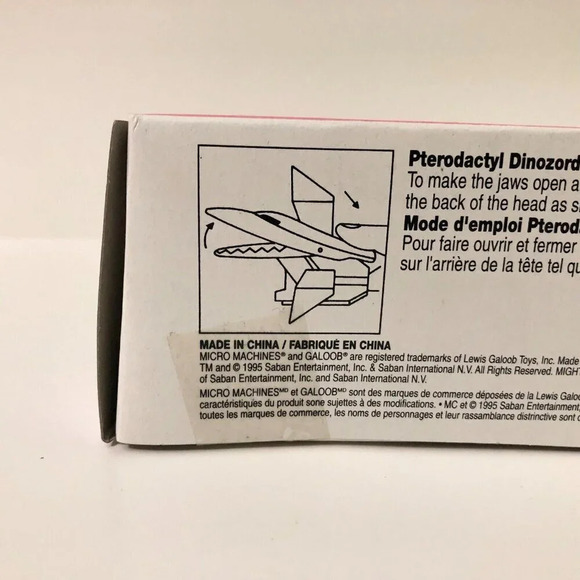 Pterodactyl Dinozord
To make the jaws open a
the back of the head as s
Mode d'emploi Pterod
Pour faire ouvrir et fermer
sur l'arrière de la tête tel qu
MADE IN CHINA / FABRIQUÉ EN CHINA
MICRO MACHINES® and GALOOB® are registered trademarks of Lewis Galoob Toys, Inc. Made
TM and © 1995 Saban Entertainment, Inc. & Saban International N.V. All Rights Reserved. MIGH
of Saban Entertainment, Inc. and Saban International N.V.
MICRO MACHINESMD et GALOOBMD sont des marques de commerce déposées de la Lewis Galoo
caractéristiques du produit sone sujettes à des modifications. • MC et © 1995 Saban Entertainment,
toutes les marques de commerce, les noms de personnages et leur rassamblance distrinctive sont d